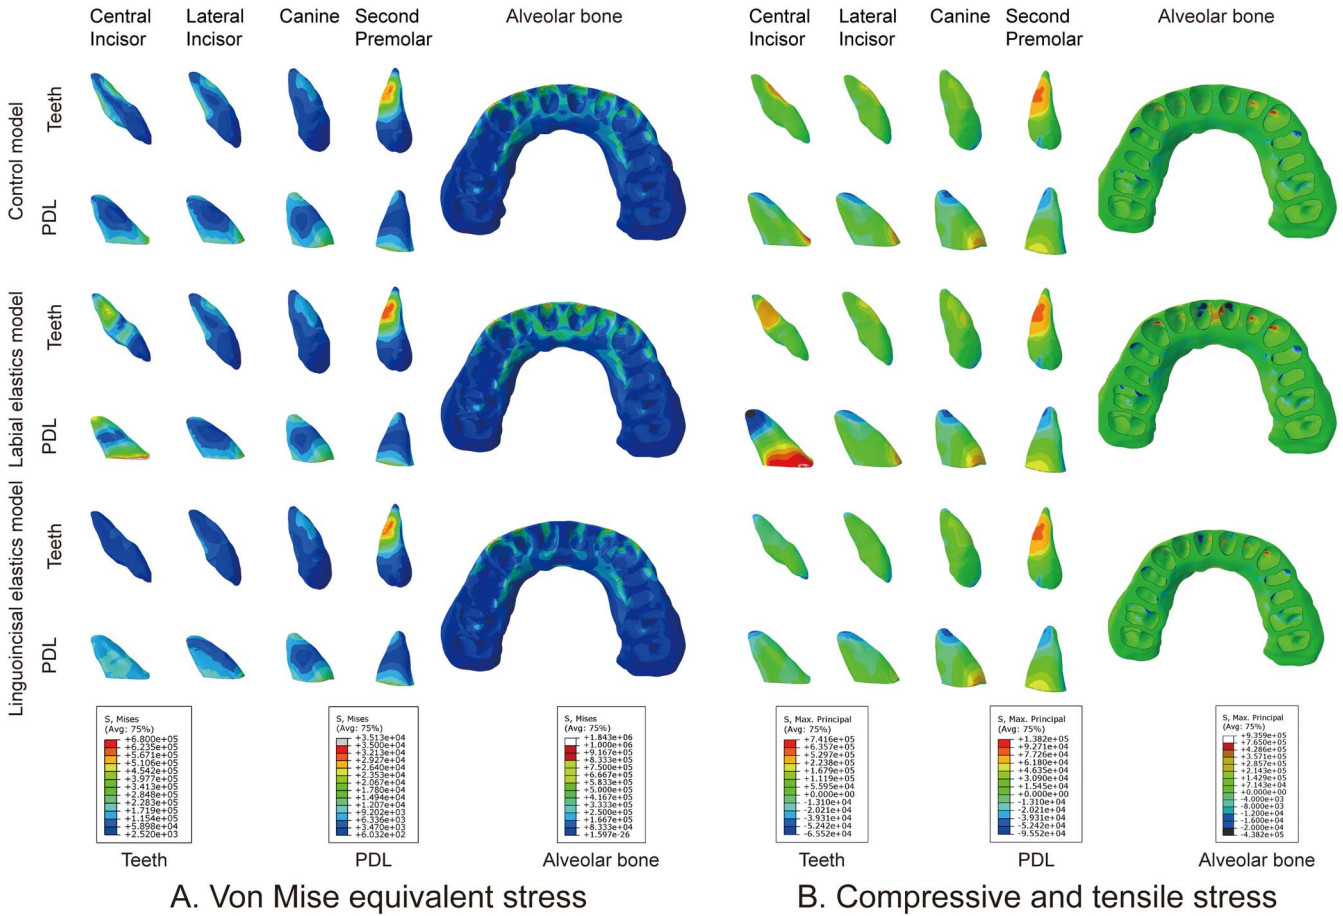 Central
Incisor
Lateral
Incisor
Canine
Second
Premolar
Alveolar bone
Central
Incisor
Lateral
Incisor
Canine
Second
Premolar
Alveolar bone
Control model
Teeth
PDL
Labial elastics model
Teeth
PDL
Linguoincisal elastics model
Teeth
PDL
S, Mises
(Avg: 75%)
+6.800e+05
+6.235e+05
+5.671e+05
+5.106e+05
+4.542e+05
+3.977e+05
+3.413e+05
+2.848e+05
+2.283e+05
+1.719e+05
+1.154e+05
+5.898e+04
+2.520e+03
Teeth
S, Mises
(Avg: 75%)
+3.513e+04
+3.500e+04
+3.213e+04
+2.927e+04
+2.640e+04
+2.353e+04
+2.067e+04
+1.780e+04
+1.494e+04
+1.207e+04
+9.202e+03
+6.336e+03
+3.470e+03
+6.032e+02
PDL
S, Mises
(Avg: 75%)
+1.843e+06
+1.000e+06
+9.167e+05
+8.333e+05
+7.500e+05
+6.667e+05
+5.833e+05
+5.000e+05
+4.167e+05
+3.333e+05
+2.500e+05
+1.667e+05
+8.333e+04
+1.597e-26
Alveolar bone
S, Max. Principal
(Avg: 75%)
+7.416e+05
+6.357e+05
+5.297e+05
+2.238e+05
+1.679e+05
+1.119e+05
+5.595e+04
+0.000e+00
-1.310e+04
-2.021e+04
-3.931e+04
-5.242e+04
-6.552e+04
Teeth
S, Max. Principal
(Avg: 75%)
+1.382e+05
+9.271e+04
+7.726e+04
+6.180e+04
+4.635e+04
+3.090e+04
+1.545e+04
+0.000e+00
-1.310e+04
-2.021e+04
-3.931e+04
-5.242e+04
-9.552e+04
PDL
S, Max. Principal
(Avg: 75%)
+9.359e+05
+7.650e+05
+4.286e+05
+3.571e+05
+2.857e+05
+2.143e+05
+1.429e+05
+7.143e+04
+0.000e+00
-4.000e+03
-8.000e+03
-1.200e+04
-1.600e+04
-2.000e+04
-4.382e+05
Alveolar bone
A. Von Mise equivalent stress
B. Compressive and tensile stress